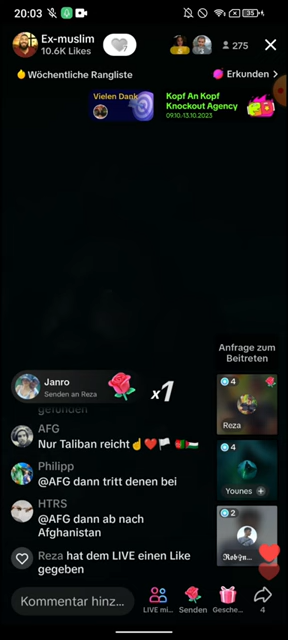 20:03
35
Ex-muslim
10.6K Likes
275
Wöchentliche Rangliste
Erkunden >
Vielen Dank
Kopf An Kopf
Knockout Agency
09.10.-13.10.2023
Anfrage zum
Beitreten
Janro
Senden an Reza
x1
4
Reza
gefunden
AFG
Nur Taliban reicht☝️❤️🏳️ 🇦🇫🇵🇸
4
Younes +
Philipp
@AFG dann tritt denen bei
HTRS
@AFG dann ab nach
Afghanistan
2
Reza hat dem LIVE einen Like
gegeben
Kommentar hinz...
LIVE mi...
Senden
Gesche...
4